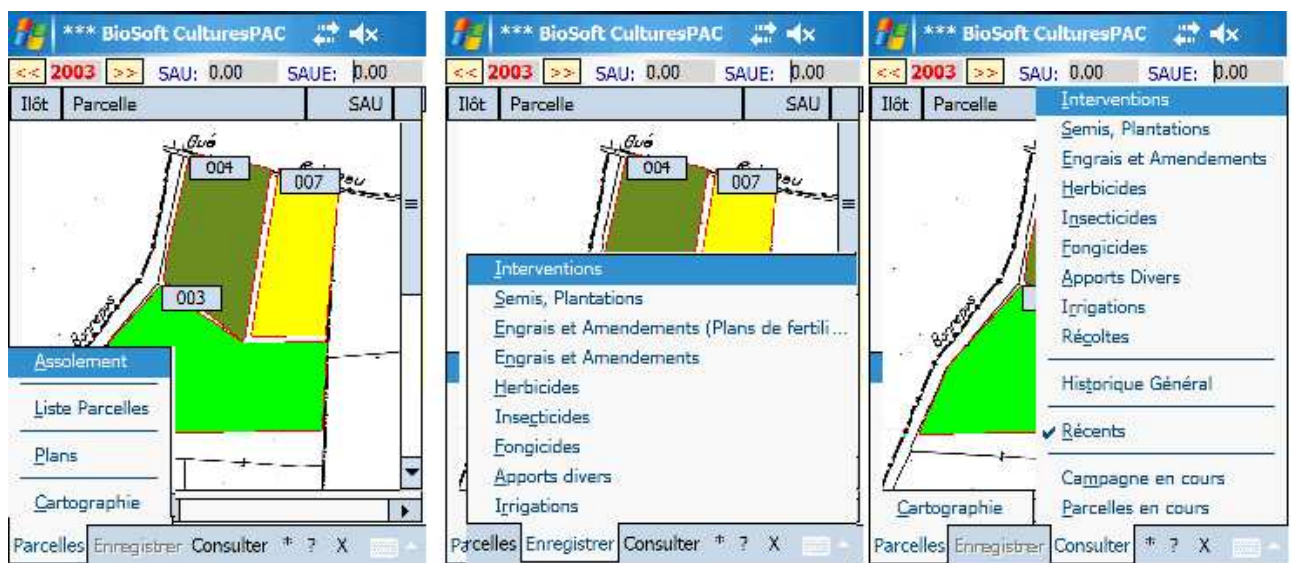 *** BioSoft CulturesPAC
<< 2003 >> SAU: 0.00 SAUE: 0.00
Ilôt Parcelle SAU
Gué
004
007
003
Assolement
Liste Parcelles
Plans
Cartographie
Parcelles Enregistrer Consulter * ? X
*** BioSoft CulturesPAC
<< 2003 >> SAU: 0.00 SAUE: 0.00
Ilôt Parcelle SAU
Gué
004
007
Interventions
Semis, Plantations
Engrais et Amendements (Plans de fertili ...
Engrais et Amendements
Herbicides
Insecticides
Fongicides
Apports divers
Irrigations
Parcelles Enregistrer Consulter * ? X
*** BioSoft CulturesPAC
<< 2003 >> SAU: 0.00 SAUE: 0.00
Ilôt Parcelle
Interventions
Semis, Plantations
Engrais et Amendements
Herbicides
Insecticides
Fongicides
Apports Divers
Irrigations
Récoltes
Historique Général
Récents
Campagne en cours
Parcelles en cours
Cartographie
Parcelles Enregistrer Consulter * ? X